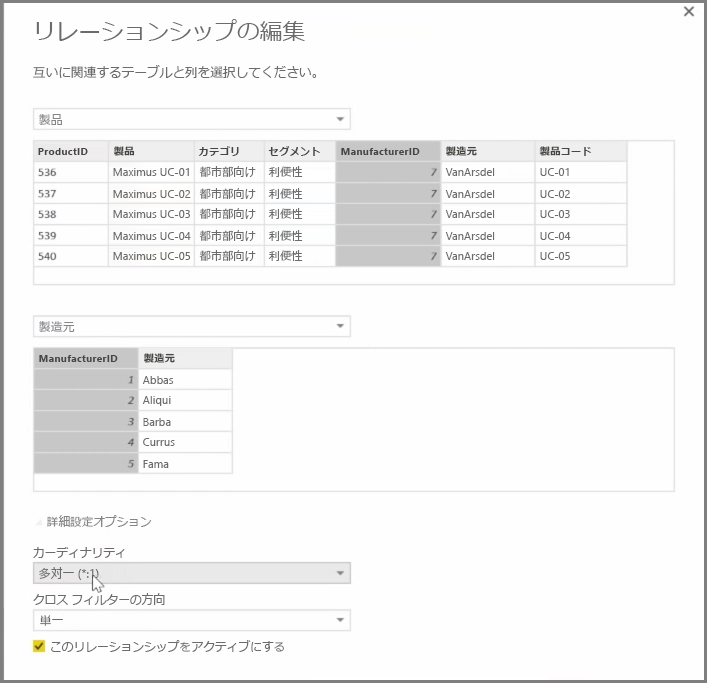 リレーションシップの編集
互いに関連するテーブルと列を選択してください。
製品
ProductID 製品 カテゴリ セグメント ManufacturerID 製造元 製品コード
536 Maximus UC-01 都市部向け 利便性 7 VanArsdel UC-01
537 Maximus UC-02 都市部向け 利便性 7 VanArsdel UC-02
538 Maximus UC-03 都市部向け 利便性 7 VanArsdel UC-03
539 Maximus UC-04 都市部向け 利便性 7 VanArsdel UC-04
540 Maximus UC-05 都市部向け 利便性 7 VanArsdel UC-05
製造元
ManufacturerID 製造元
1 Abbas
2 Aliqui
3 Barba
4 Currus
5 Fama
詳細設定オプション
カーディナリティ
多対一 (*:1)
クロス フィルターの方向
単一
このリレーションシップをアクティブにする